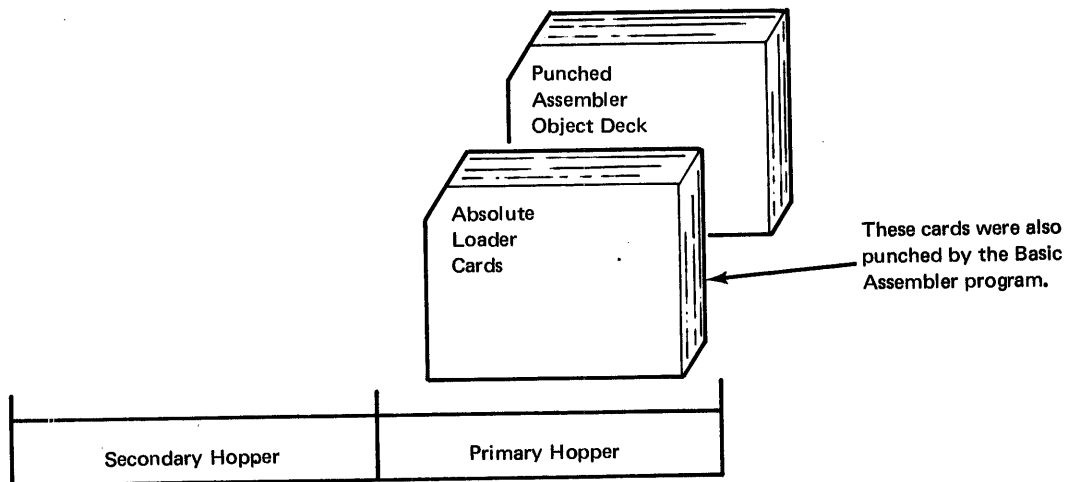 Punched
Assembler
Object Deck
Absolute
Loader
Cards
These cards were also
punched by the Basic
Assembler program.
Secondary Hopper
Primary Hopper